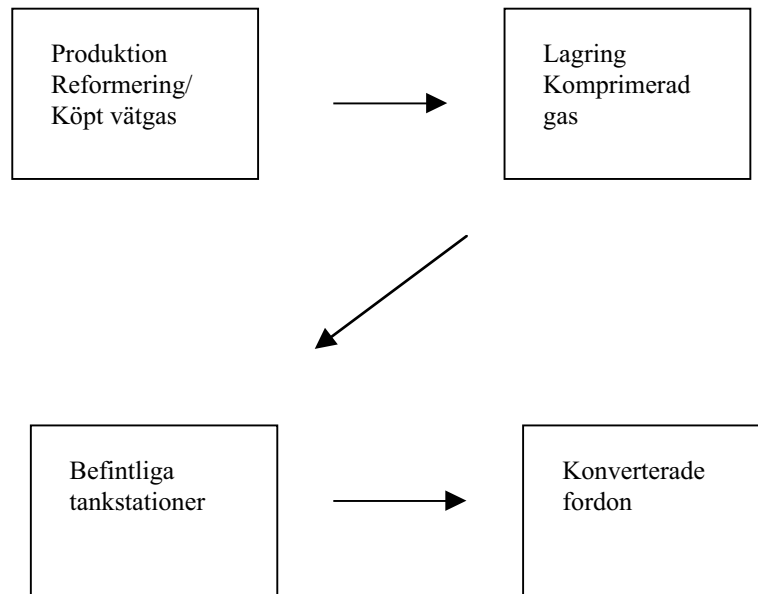 Produktion
Reformering/
Köpt vätgas
Lagring
Komprimerad
gas
Befintliga
tankstationer
Konverterade
fordon